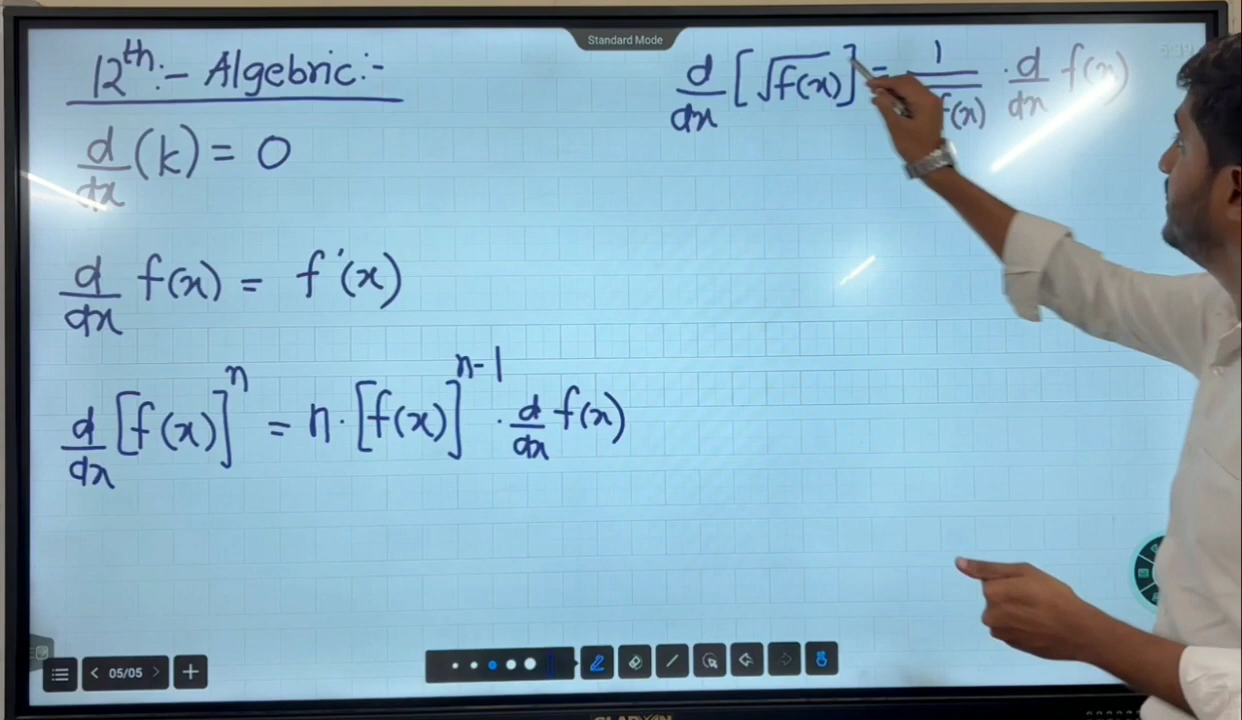 Standard Mode
12th :- Algebric :-
d/dx (k) = 0
d/dx f(x) = f'(x)
d/dx [f(x)]^n = n · [f(x)]^(n-1) · d/dx f(x)
d/dx [√f(x)] = 1/ f(x) · d/dx f(x)
05/05